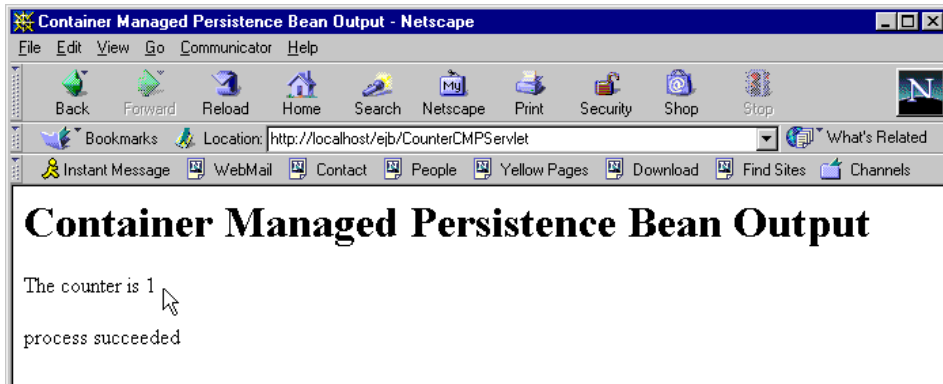 Container Managed Persistence Bean Output - Netscape
File Edit View Go Communicator Help
My
N
Back Forward Reload Home Search Netscape Print Security Shop Stop
Bookmarks Location: http://localhost/ejb/CounterCMPServlet What's Related
Instant Message WebMail Contact People Yellow Pages Download Find Sites Channels
Container Managed Persistence Bean Output
The counter is 1
process succeeded